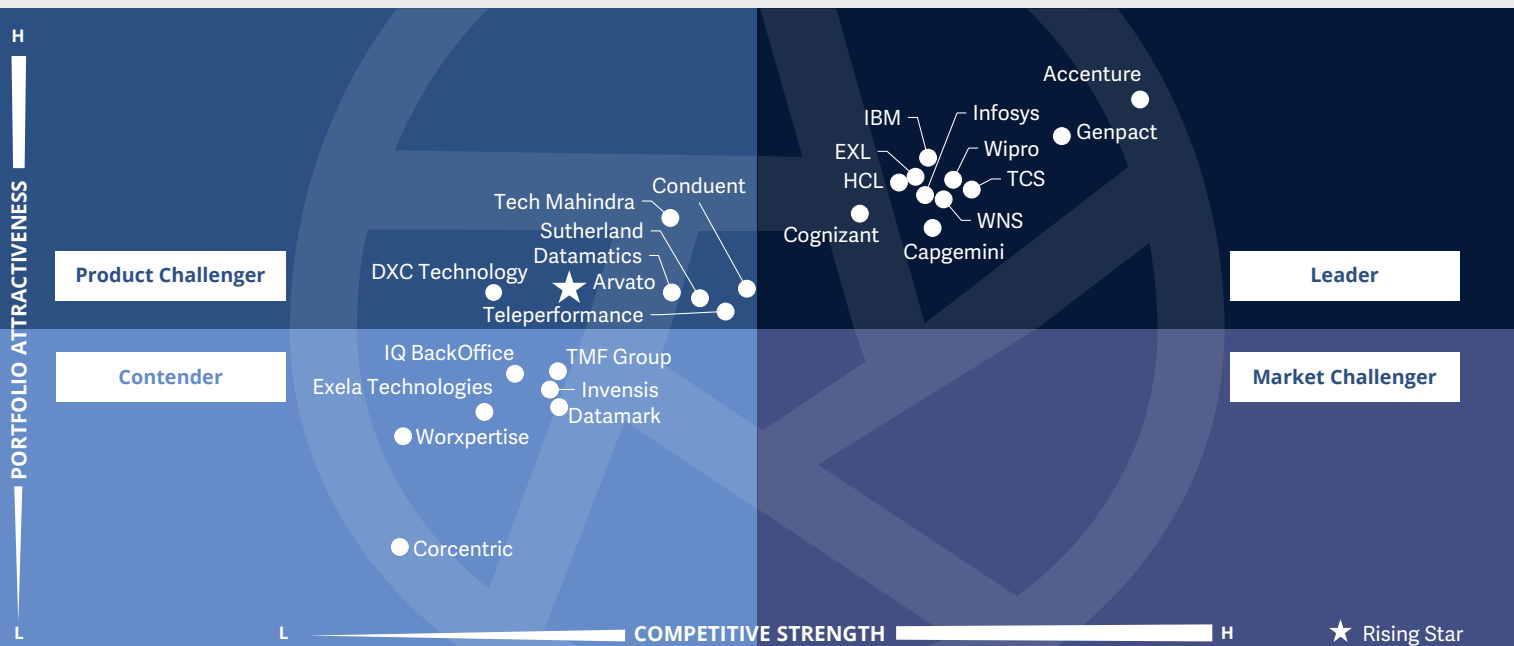 H
PORTFOLIO ATTRACTIVENESS
L
Product Challenger
Tech Mahindra
Conduent
Sutherland
Datamatics
DXC Technology
Arvato
Teleperformance
Accenture
Infosys
IBM
Genpact
EXL
Wipro
HCL
TCS
WNS
Cognizant
Capgemini
Leader
Contender
IQ BackOffice
TMF Group
Exela Technologies
Invensis
Datamark
Worxpertise
Corcentric
Market Challenger
L
COMPETITIVE STRENGTH
H
Rising Star